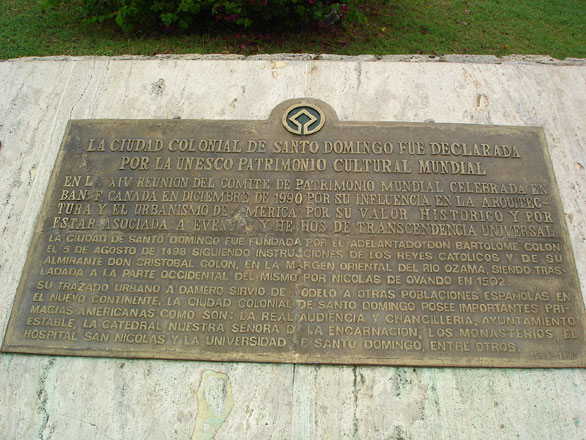 LA CIUDAD COLONIAL DE SANTO DOMINGO FUE DECLARADA
POR LA UNESCO PATRIMONIO CULTURAL MUNDIAL
EN LA XIV REUNION DEL COMITE DE PATRIMONIO MUNDIAL CELEBRADA EN
BANFF CANADA EN DICIEMBRE DE 1990 POR SU INFLUENCIA EN LA ARQUITEC-
TURA Y EL URBANISMO DE AMERICA, POR SU VALOR HISTORICO Y POR
ESTAR ASOCIADA A EVENTOS Y HECHOS DE TRANSCENDENCIA UNIVERSAL.
LA CIUDAD DE SANTO DOMINGO FUE FUNDADA POR EL ADELANTADO DON BARTOLOME COLON
EL 5 DE AGOSTO DE 1498 SIGUIENDO INSTRUCCIONES DE LOS REYES CATOLICOS Y DE SU
ALMIRANTE DON CRISTOBAL COLON, EN LA MARGEN ORIENTAL DEL RIO OZAMA, SIENDO TRAS-
LADADA A LA PARTE OCCIDENTAL DEL MISMO POR NICOLAS DE OVANDO EN 1502.
SU TRAZADO URBANO A DAMERO SIRVIO DE MODELO A OTRAS POBLACIONES ESPAÑOLAS EN
EL NUEVO CONTINENTE. LA CIUDAD COLONIAL DE SANTO DOMINGO POSEE IMPORTANTES PRI-
MACIAS AMERICANAS COMO SON: LA REAL AUDIENCIA Y CHANCILLERIA, AYUNTAMIENTO
ESTABLE, LA CATEDRAL NUESTRA SEÑORA DE LA ENCARNACION, LOS MONASTERIOS, EL
HOSPITAL SAN NICOLAS Y LA UNIVERSIDAD DE SANTO DOMINGO, ENTRE OTROS.